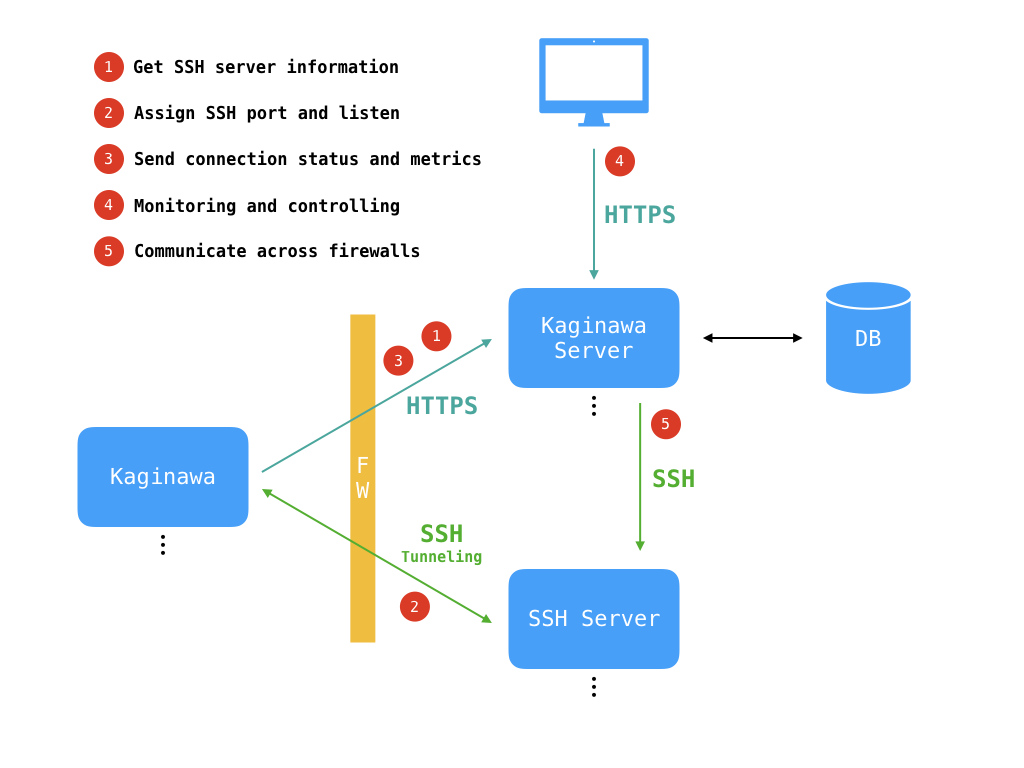 1 Get SSH server information
2 Assign SSH port and listen
3 Send connection status and metrics
4 Monitoring and controlling
5 Communicate across firewalls
4
HTTPS
Kaginawa
Server
DB
1
3
HTTPS
5
SSH
Kaginawa
F
W
SSH
Tunneling
2
SSH Server